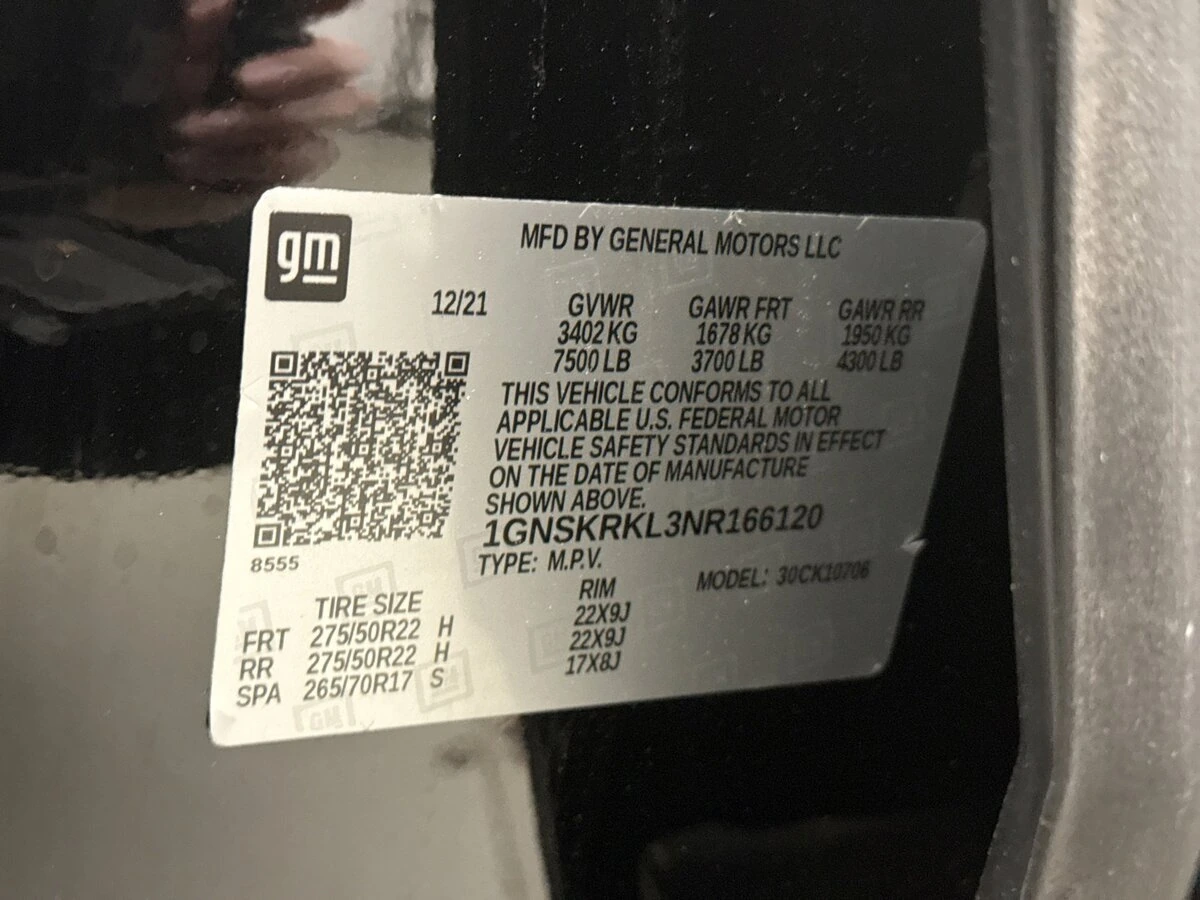 gm
MFD BY GENERAL MOTORS LLC
12/21 GVWR GAWR FRT GAWR RR
3402 KG 1678 KG 1950 KG
7500 LB 3700 LB 4300 LB
THIS VEHICLE CONFORMS TO ALL
APPLICABLE U.S. FEDERAL MOTOR
VEHICLE SAFETY STANDARDS IN EFFECT
ON THE DATE OF MANUFACTURE
SHOWN ABOVE.
1GNSKRKL3NR166120
8555
TYPE: M.P.V. MODEL: 30CK10706
TIRE SIZE RIM
FRT 275/50R22 H 22X9J
RR 275/50R22 H 22X9J
SPA 265/70R17 S 17X8J
GM
GM
GM